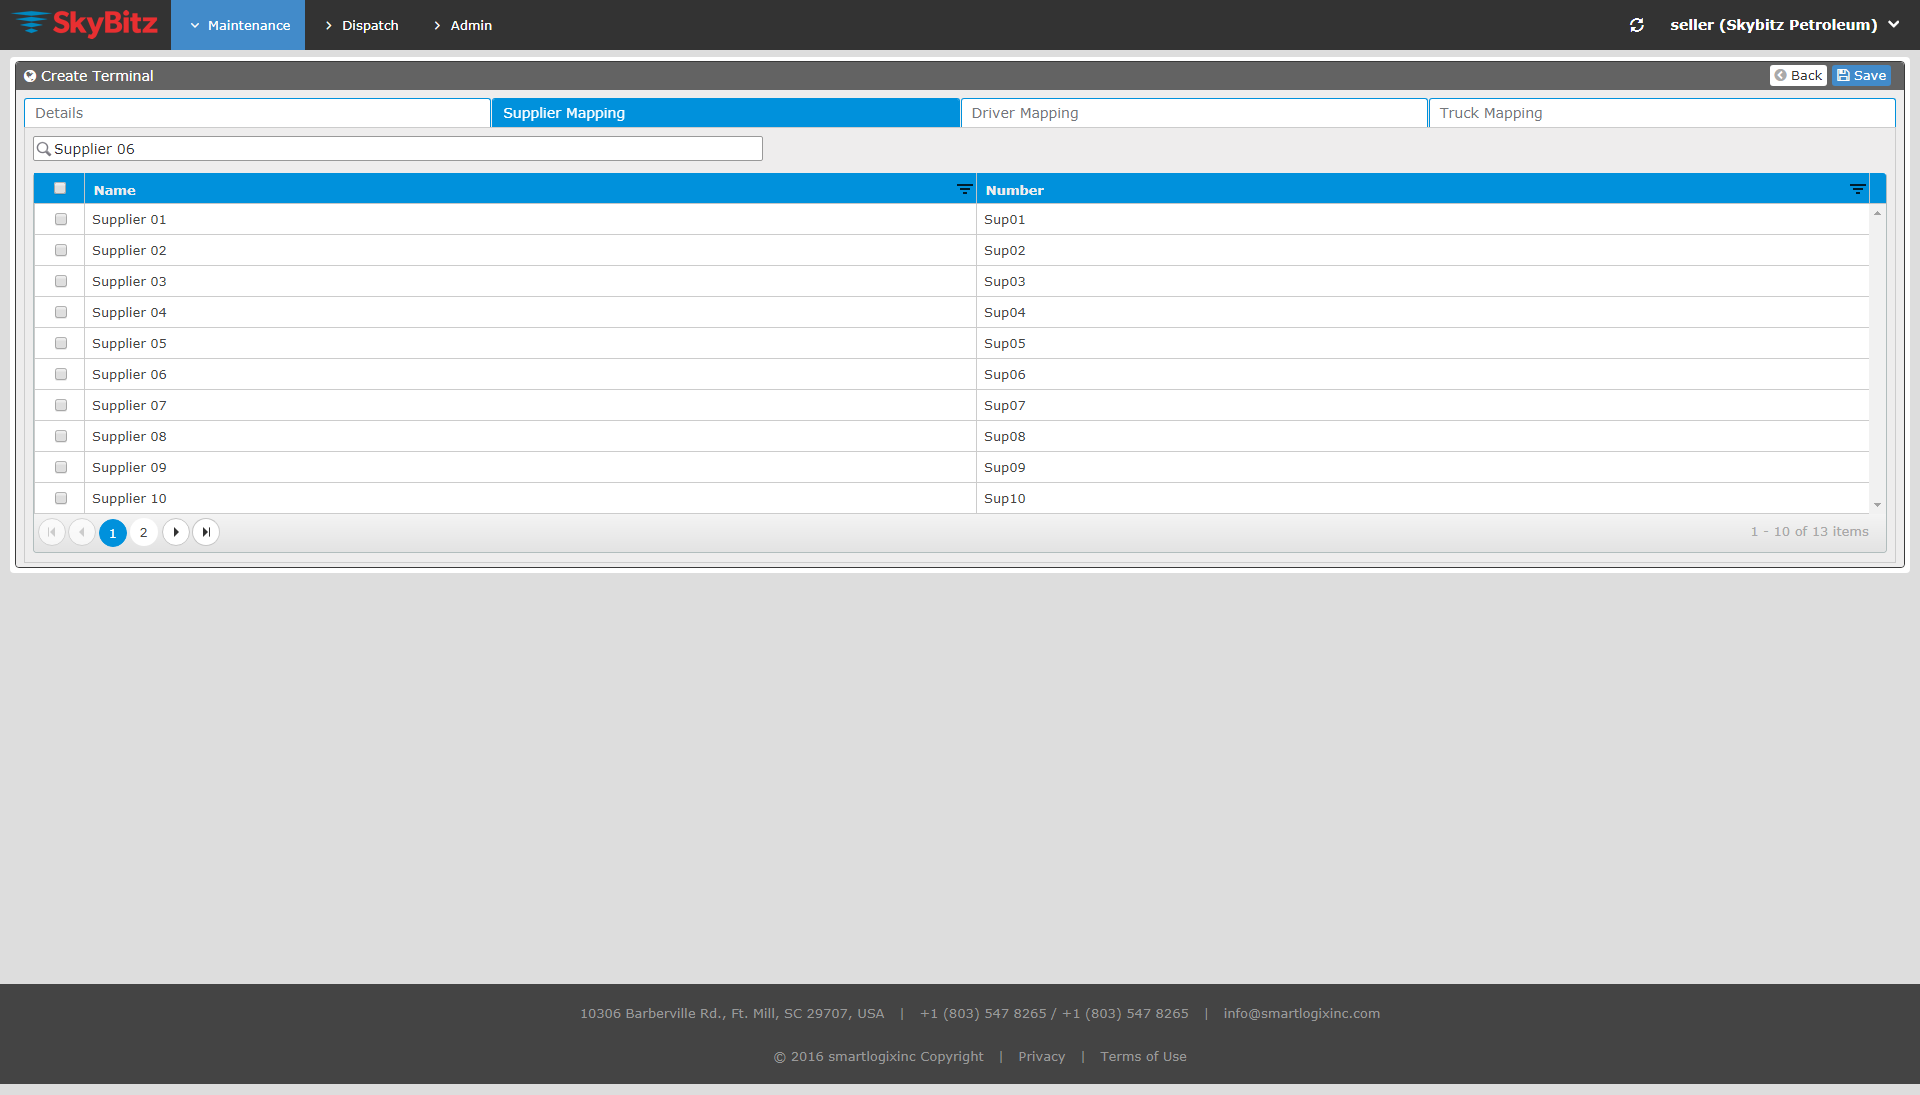 SkyBitz Maintenance Dispatch Admin seller (Skybitz Petroleum)
Create Terminal Back Save
Details Supplier Mapping Driver Mapping Truck Mapping
Supplier 06
Name Number
Supplier 01 Sup01
Supplier 02 Sup02
Supplier 03 Sup03
Supplier 04 Sup04
Supplier 05 Sup05
Supplier 06 Sup06
Supplier 07 Sup07
Supplier 08 Sup08
Supplier 09 Sup09
Supplier 10 Sup10
1 2 1 - 10 of 13 items
10306 Barberville Rd., Ft. Mill, SC 29707, USA | +1 (803) 547 8265 / +1 (803) 547 8265 | info@smartlogixinc.com
© 2016 smartlogixinc Copyright | Privacy | Terms of Use